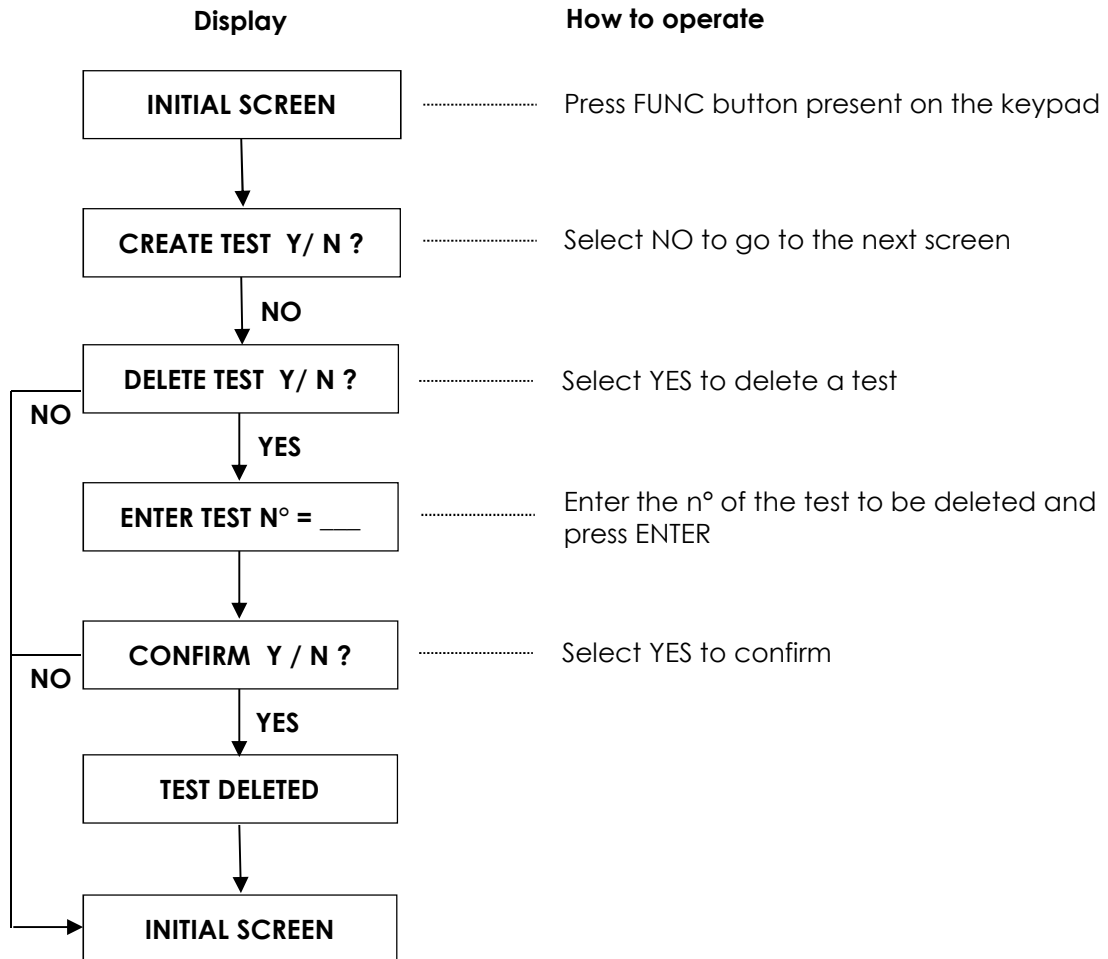 Display How to operate
INITIAL SCREEN Press FUNC button present on the keypad
CREATE TEST Y/ N ? Select NO to go to the next screen
NO
DELETE TEST Y/ N ? Select YES to delete a test
NO
YES
ENTER TEST N° = ___ Enter the n° of the test to be deleted and
press ENTER
CONFIRM Y / N ? Select YES to confirm
NO
YES
TEST DELETED
INITIAL SCREEN